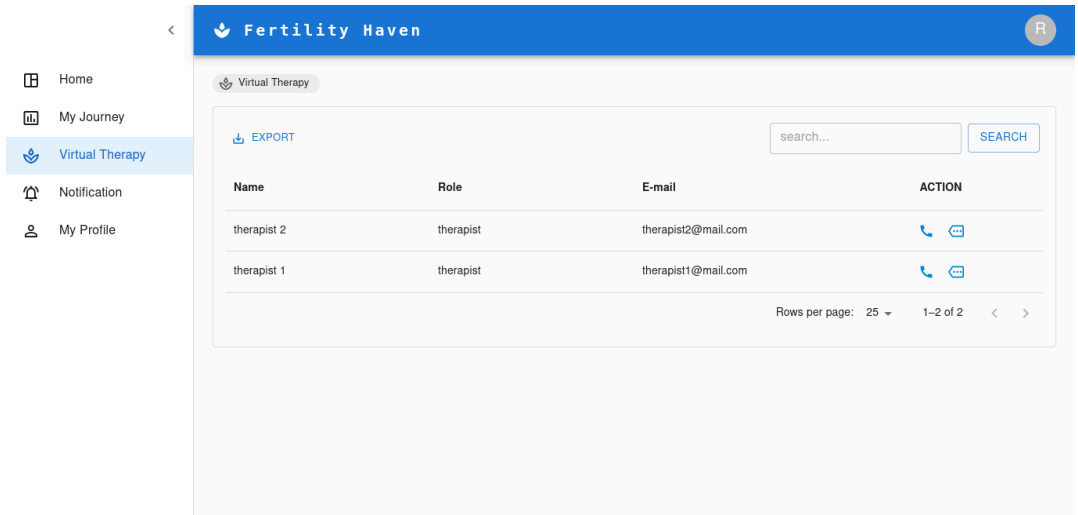 Fertility Haven
R
Home
My Journey
Virtual Therapy
Notification
My Profile
Virtual Therapy
EXPORT
search...
SEARCH
Name Role E-mail ACTION
therapist 2 therapist therapist2@mail.com
therapist 1 therapist therapist1@mail.com
Rows per page: 25 1–2 of 2